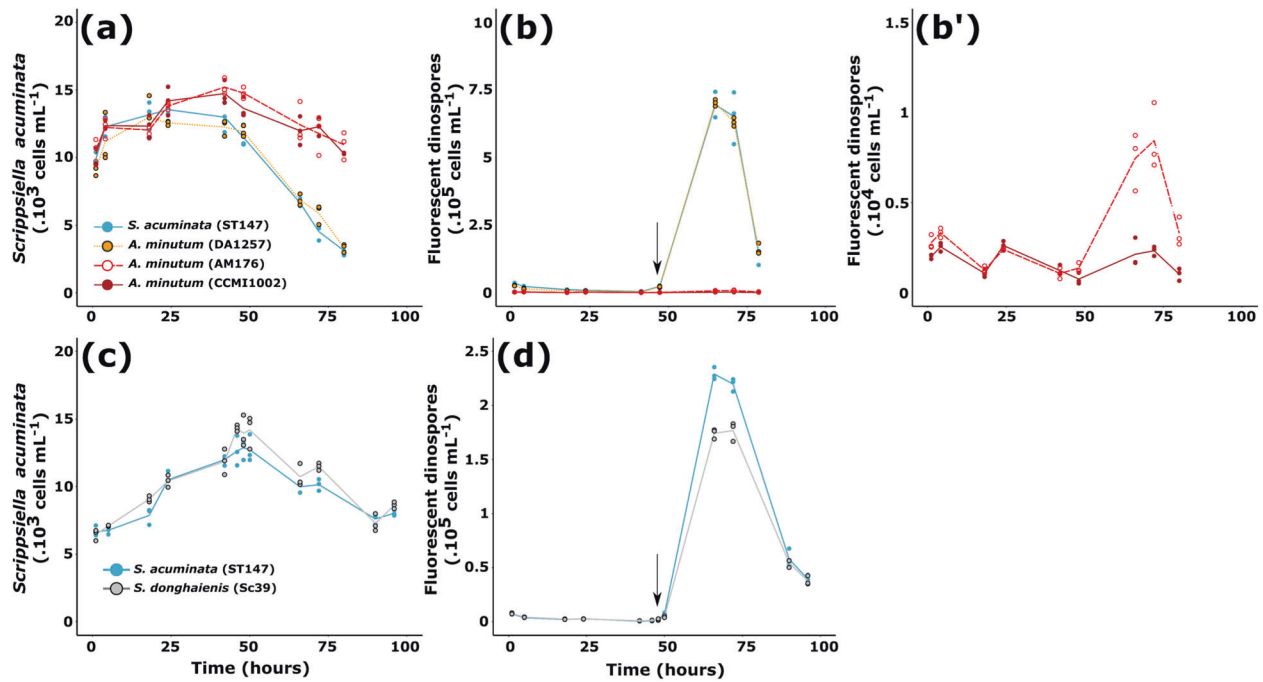 (a)
Scrippsiella acuminata
(.10³ cells mL⁻¹)
20
15
10
5
0
S. acuminata (ST147)
A. minutum (DA1257)
A. minutum (AM176)
A. minutum (CCMI1002)
0 25 50 75 100
(b)
Fluorescent dinospores
(.10⁵ cells mL⁻¹)
10
7.5
5
2.5
0
0 25 50 75 100
(b')
Fluorescent dinospores
(.10⁴ cells mL⁻¹)
1.5
1
0.5
0
0 25 50 75 100
(c)
Scrippsiella acuminata
(.10³ cells mL⁻¹)
20
15
10
5
0
S. acuminata (ST147)
S. donghaienis (Sc39)
0 25 50 75 100
Time (hours)
(d)
Fluorescent dinospores
(.10⁵ cells mL⁻¹)
2.5
2
1.5
1
0.5
0
0 25 50 75 100
Time (hours)